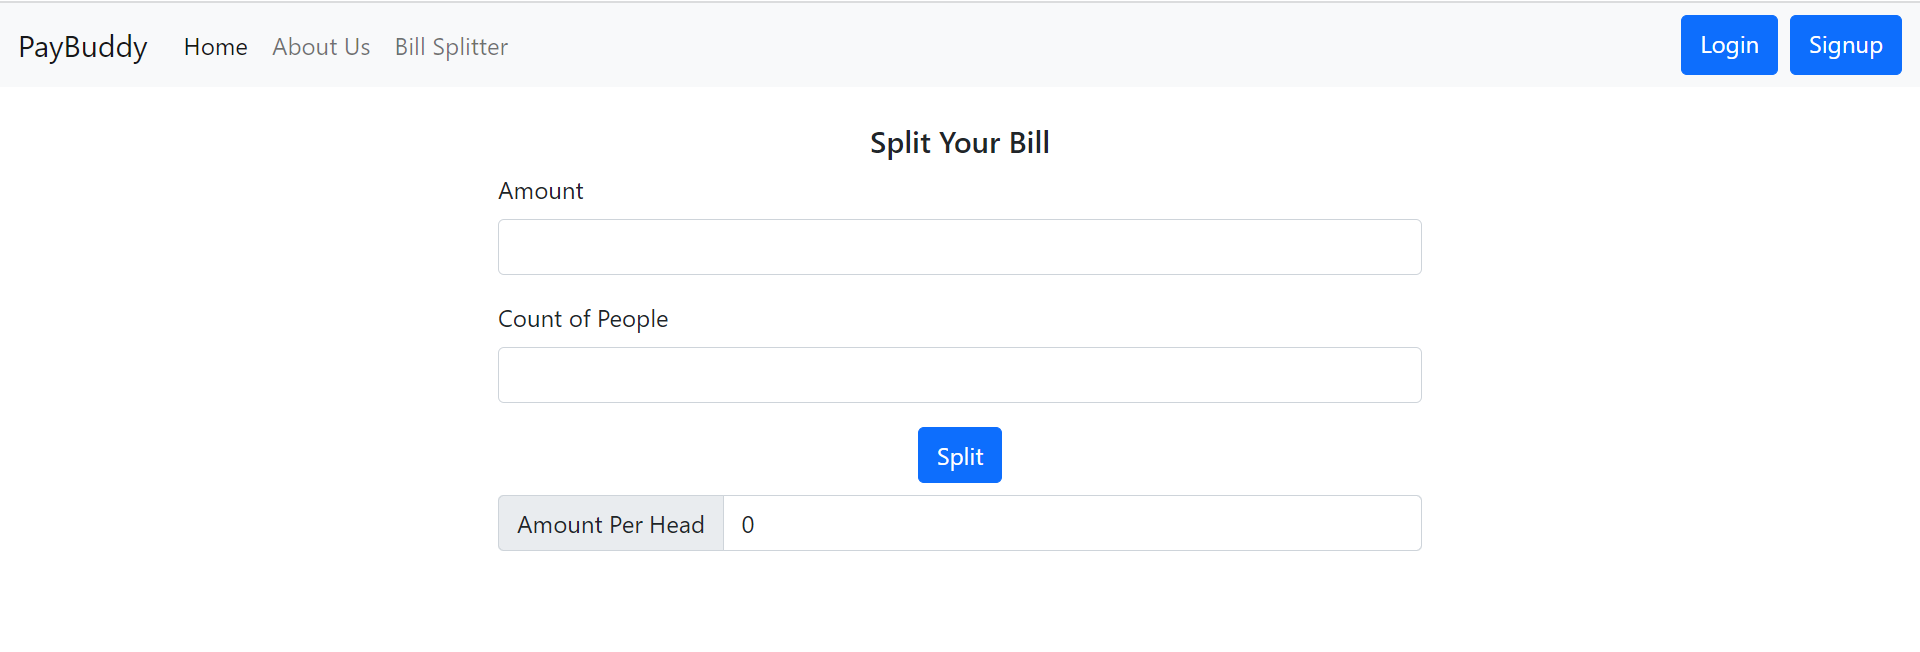 PayBuddy Home About Us Bill Splitter Login Signup
Split Your Bill
Amount
Count of People
Split
Amount Per Head 0